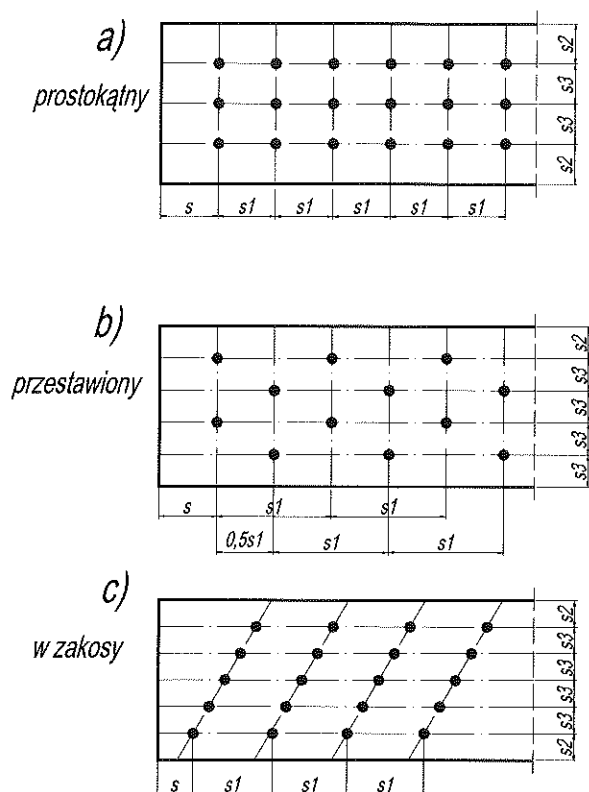 a)
prostokątny
s2
s3
s3
s2
s s1 s1 s1 s1 s1
b)
przestawiony
s2
s3
s3
s3
s3
s s1 s1
0,5s1 s1 s1
c)
w zakosy
s2
s3
s3
s3
s3
s2
s s1 s1 s1